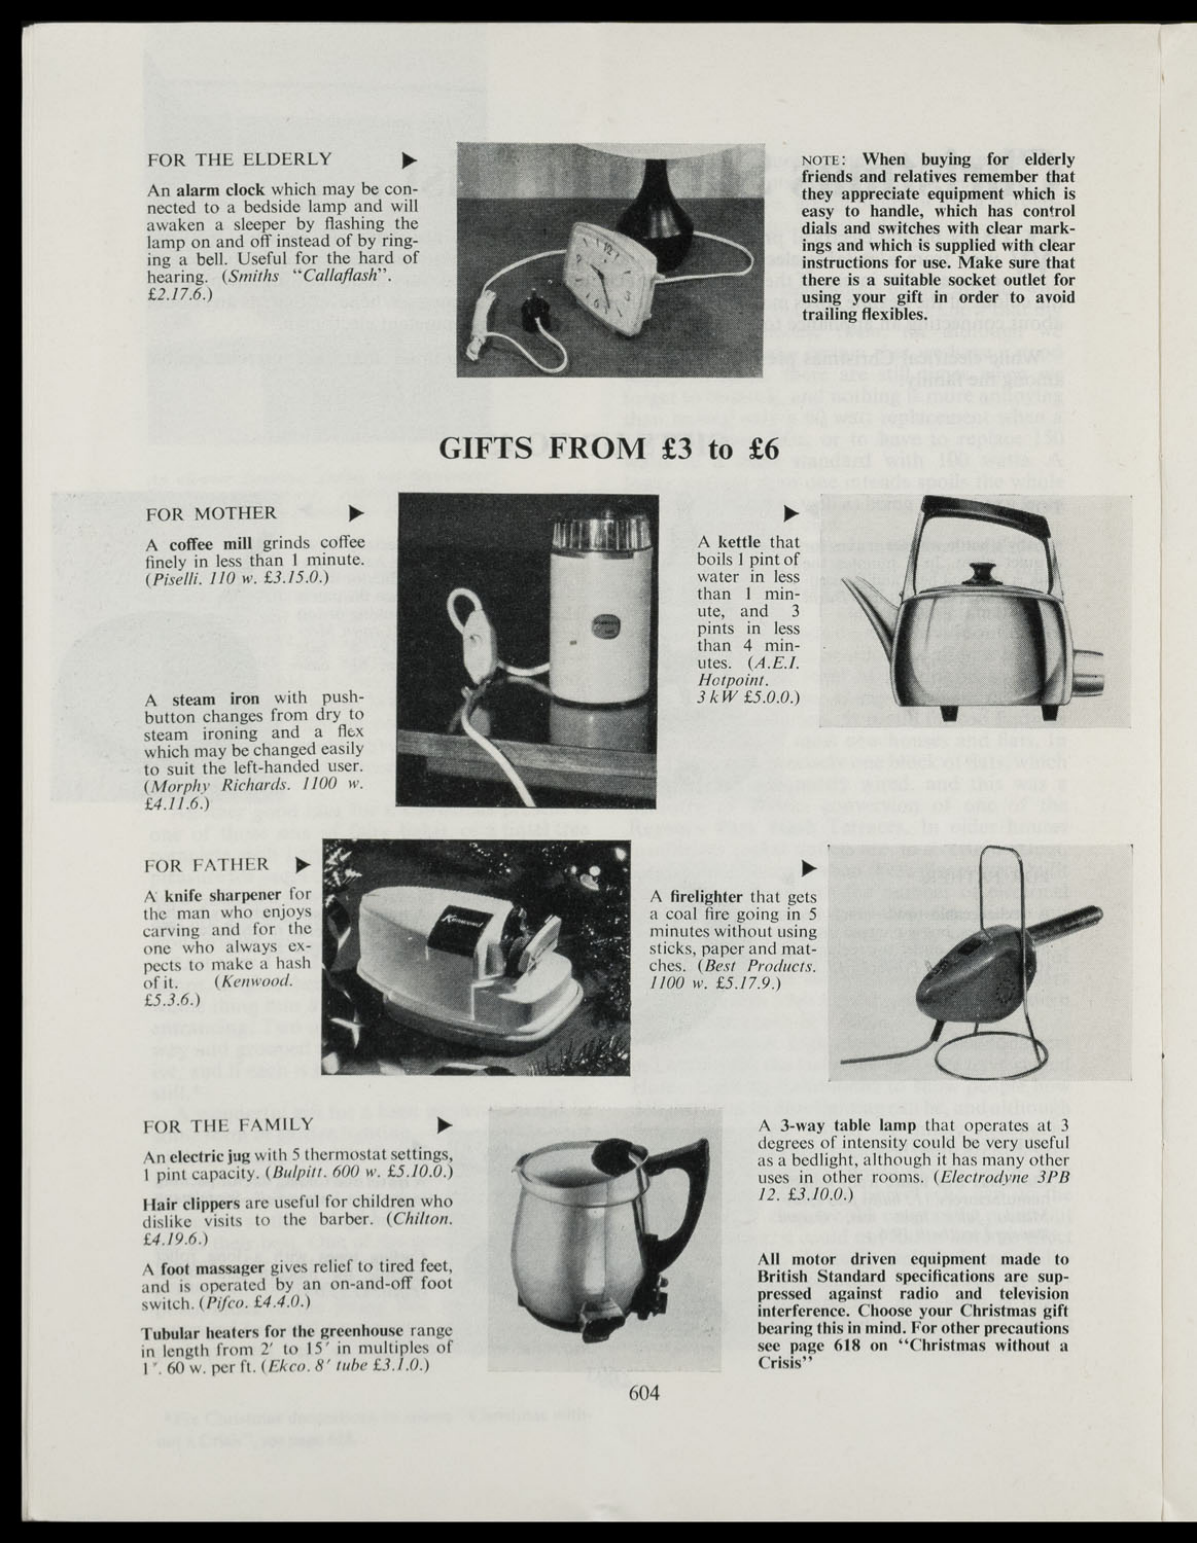 FOR THE ELDERLY ►
An alarm clock which may be con-
nected to a bedside lamp and will
awaken a sleeper by flashing the
lamp on and off instead of by ring-
ing a bell. Useful for the hard of
hearing. (Smiths “Callaflash”.
£2.17.6.)
NOTE: When buying for elderly
friends and relatives remember that
they appreciate equipment which is
easy to handle, which has control
dials and switches with clear mark-
ings and which is supplied with clear
instructions for use. Make sure that
there is a suitable socket outlet for
using your gift in order to avoid
trailing flexibles.
GIFTS FROM £3 to £6
FOR MOTHER ►
A coffee mill grinds coffee
finely in less than 1 minute.
(Piselli. 110 w. £3.15.0.)
A steam iron with push-
button changes from dry to
steam ironing and a flex
which may be changed easily
to suit the left-handed user.
(Morphy Richards. 1100 w.
£4.11.6.)
►
A kettle that
boils 1 pint of
water in less
than 1 min-
ute, and 3
pints in less
than 4 min-
utes. (A.E.I.
Hotpoint.
3 kW £5.0.0.)
FOR FATHER ►
A knife sharpener for
the man who enjoys
carving and for the
one who always ex-
pects to make a hash
of it. (Kenwood.
£5.3.6.)
Kenwood
►
A firelighter that gets
a coal fire going in 5
minutes without using
sticks, paper and mat-
ches. (Best Products.
1100 w. £5.17.9.)
FOR THE FAMILY ►
An electric jug with 5 thermostat settings,
1 pint capacity. (Bulpitt. 600 w. £5.10.0.)
Hair clippers are useful for children who
dislike visits to the barber. (Chilton.
£4.19.6.)
A foot massager gives relief to tired feet,
and is operated by an on-and-off foot
switch. (Pifco. £4.4.0.)
Tubular heaters for the greenhouse range
in length from 2′ to 15′ in multiples of
1″. 60 w. per ft. (Ekco. 8′ tube £3.1.0.)
A 3-way table lamp that operates at 3
degrees of intensity could be very useful
as a bedlight, although it has many other
uses in other rooms. (Electrodyne 3PB
12. £3.10.0.)
All motor driven equipment made to
British Standard specifications are sup-
pressed against radio and television
interference. Choose your Christmas gift
bearing this in mind. For other precautions
see page 618 on “Christmas without a
Crisis”
604